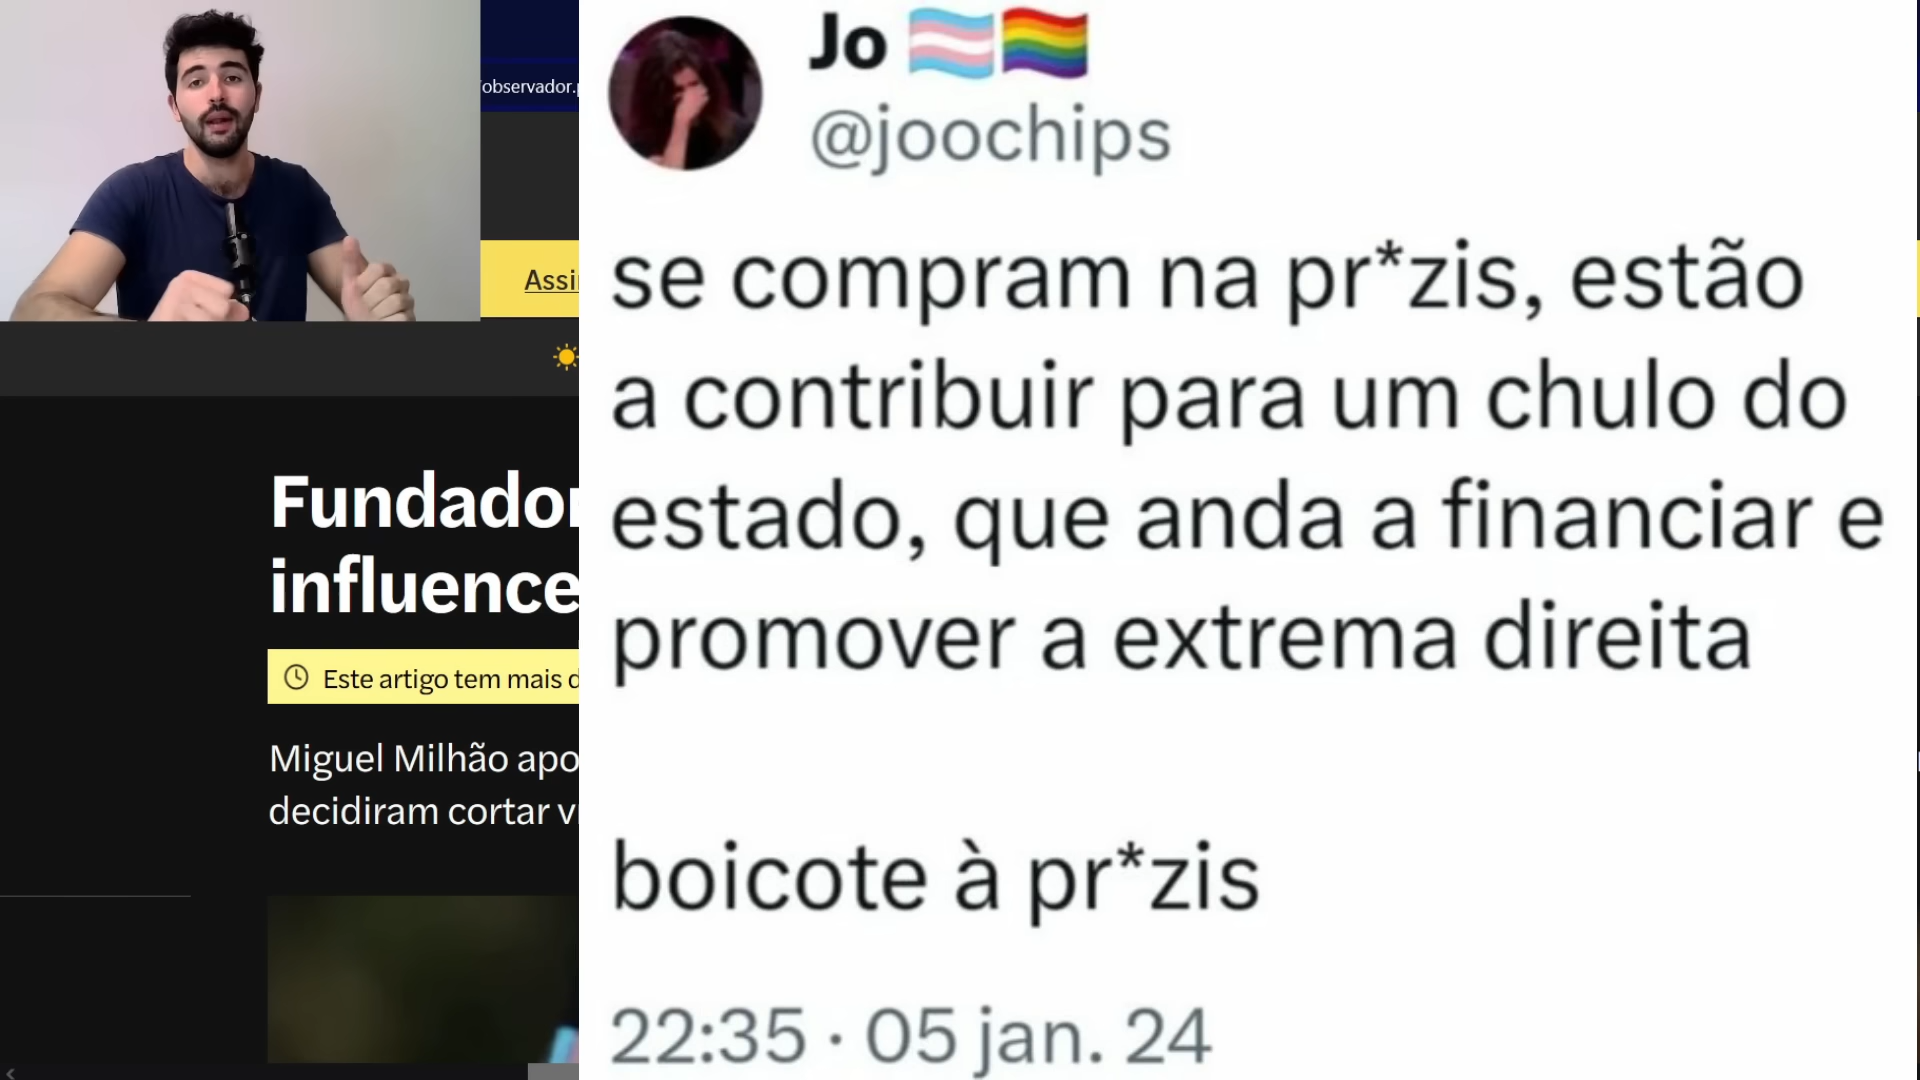 observador.p
Assi
Fundador
influence
Este artigo tem mais d
Miguel Milhão apo
decidiram cortar v
Jo 🏳️‍⚧️🏳️‍🌈
@joochips
se compram na pr*zis, estão
a contribuir para um chulo do
estado, que anda a financiar e
promover a extrema direita
boicote à pr*zis
22:35 · 05 jan. 24